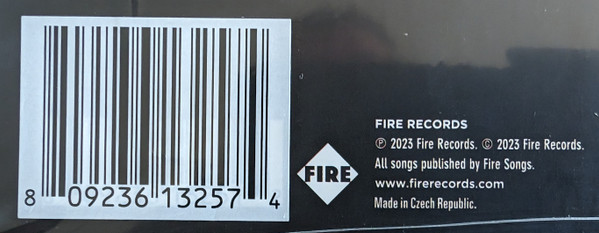 8 09236 13257 4
FIRE
FIRE RECORDS
℗ 2023 Fire Records. © 2023 Fire Records.
All songs published by Fire Songs.
www.firerecords.com
Made in Czech Republic.